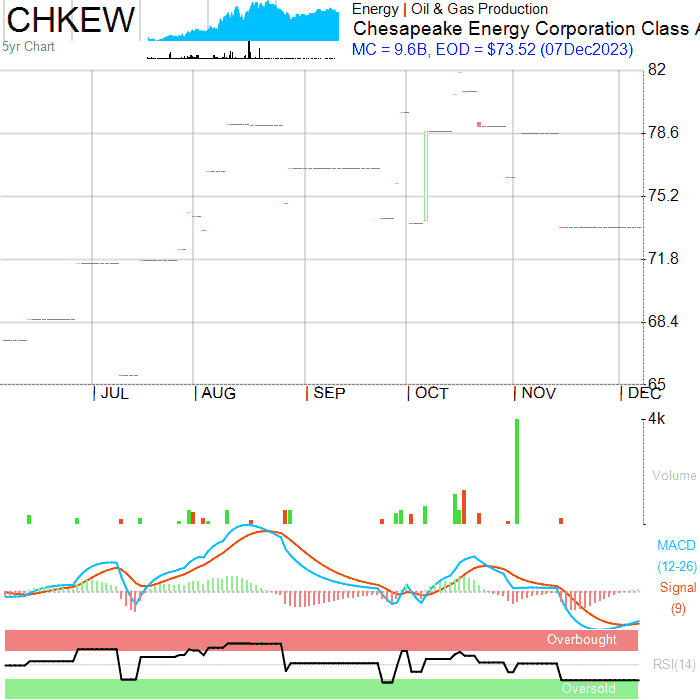 CHKEW
Energy | Oil & Gas Production
Chesapeake Energy Corporation Class A
MC = 9.6B, EOD = $73.52 (07Dec2023)
5yr Chart
82
78.6
75.2
71.8
68.4
65
JUL AUG SEP OCT NOV DEC
4k
Volume
MACD
(12-26)
Signal
(9)
Overbought
RSI(14)
Oversold